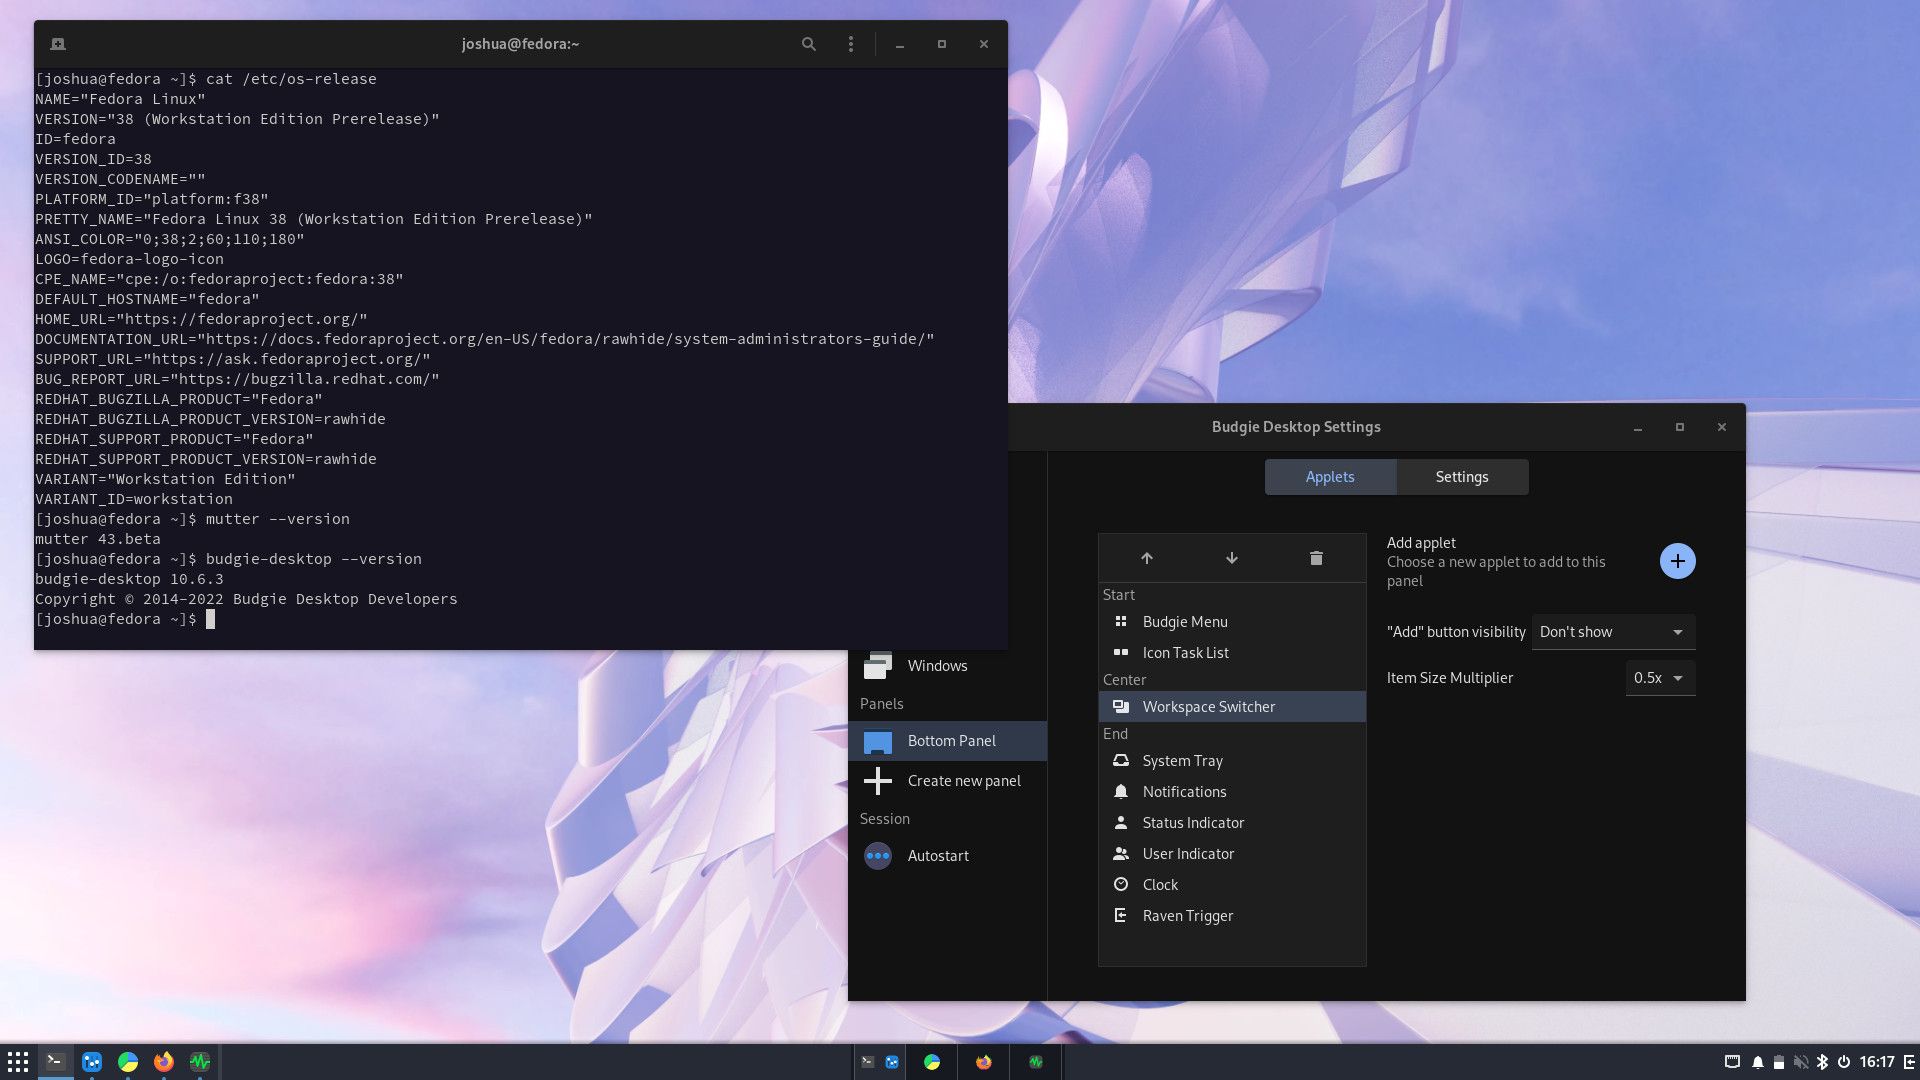 joshua@fedora:~
[joshua@fedora ~]$ cat /etc/os-release
NAME="Fedora Linux"
VERSION="38 (Workstation Edition Prerelease)"
ID=fedora
VERSION_ID=38
VERSION_CODENAME=""
PLATFORM_ID="platform:f38"
PRETTY_NAME="Fedora Linux 38 (Workstation Edition Prerelease)"
ANSI_COLOR="0;38;2;60;110;180"
LOGO=fedora-logo-icon
CPE_NAME="cpe:/o:fedoraproject:fedora:38"
DEFAULT_HOSTNAME="fedora"
HOME_URL="https://fedoraproject.org/"
DOCUMENTATION_URL="https://docs.fedoraproject.org/en-US/fedora/rawhide/system-administrators-guide/"
SUPPORT_URL="https://ask.fedoraproject.org/"
BUG_REPORT_URL="https://bugzilla.redhat.com/"
REDHAT_BUGZILLA_PRODUCT="Fedora"
REDHAT_BUGZILLA_PRODUCT_VERSION=rawhide
REDHAT_SUPPORT_PRODUCT="Fedora"
REDHAT_SUPPORT_PRODUCT_VERSION=rawhide
VARIANT="Workstation Edition"
VARIANT_ID=workstation
[joshua@fedora ~]$ mutter --version
mutter 43.beta
[joshua@fedora ~]$ budgie-desktop --version
budgie-desktop 10.6.3
Copyright © 2014-2022 Budgie Desktop Developers
[joshua@fedora ~]$
Budgie Desktop Settings
Windows
Panels
Bottom Panel
Create new panel
Session
Autostart
Applets
Settings
Start
Budgie Menu
Icon Task List
Center
Workspace Switcher
End
System Tray
Notifications
Status Indicator
User Indicator
Clock
Raven Trigger
Add applet
Choose a new applet to add to this
panel
"Add" button visibility
Don't show
Item Size Multiplier
0.5x
16:17